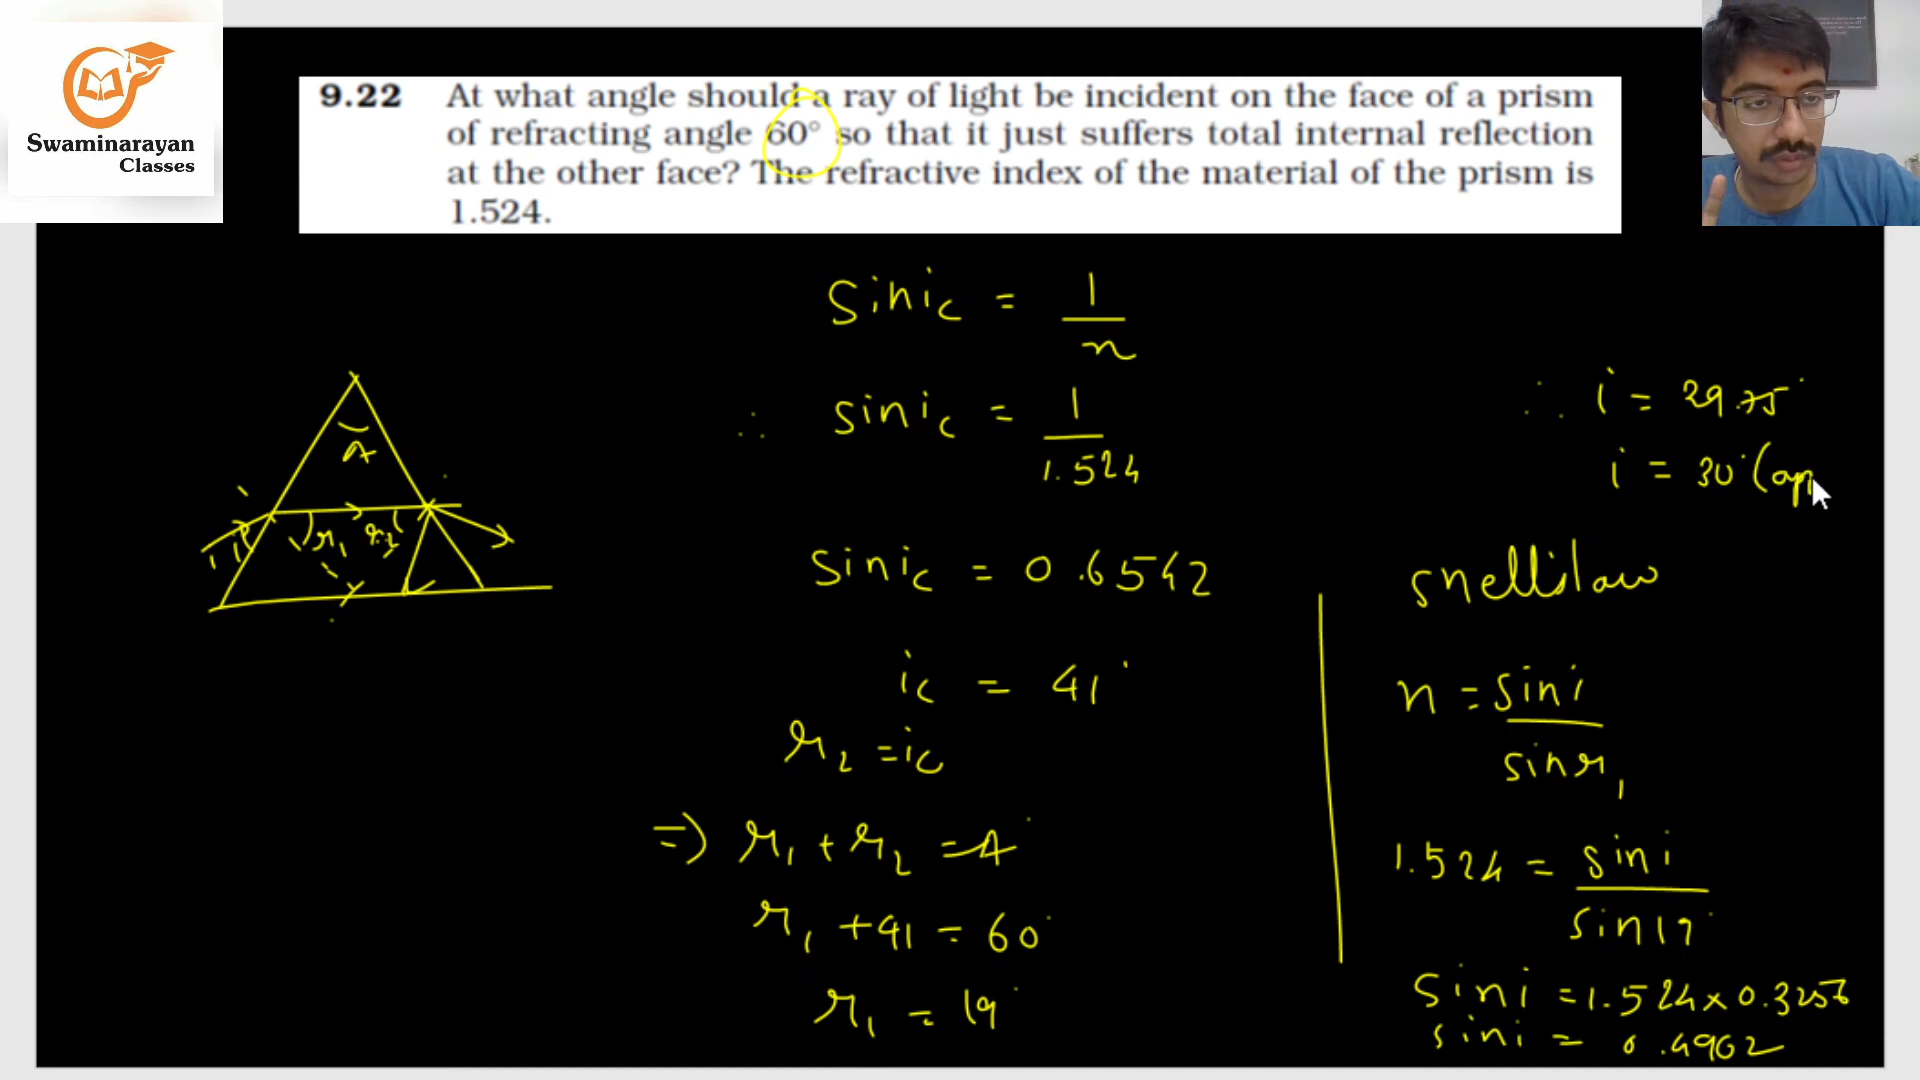 Swaminarayan
Classes
9.22 At what angle should a ray of light be incident on the face of a prism
of refracting angle 60° so that it just suffers total internal reflection
at the other face? The refractive index of the material of the prism is
1.524.
A
i
r₁ r₂
sin ic = 1/n
∴ sin ic = 1/1.524
sin ic = 0.6542
ic = 41°
r₂ = ic
⇒ r₁ + r₂ = A
r₁ + 41 = 60°
r₁ = 19°
∴ i = 29.75°
i = 30° (ap
snell's law
n = sin i / sin r₁
1.524 = sin i / sin 19°
sin i = 1.524 × 0.3256
sin i = 0.4962